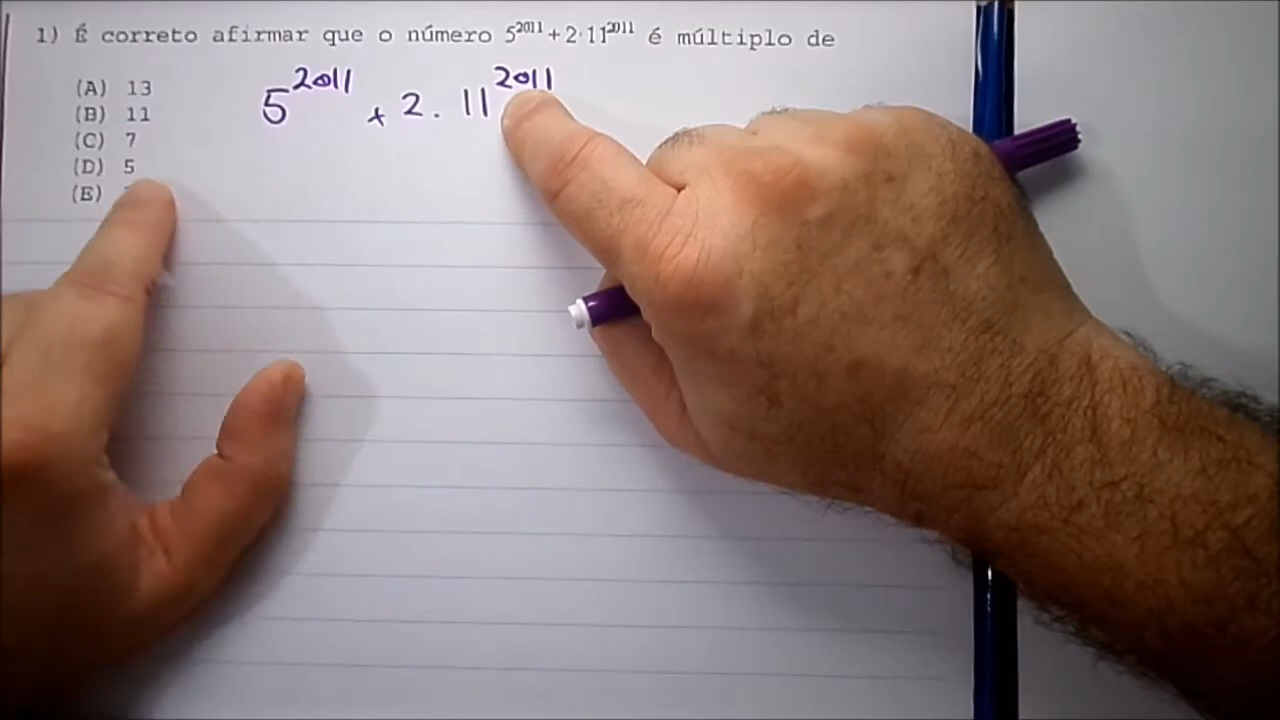 1) É correto afirmar que o número 5²⁰¹¹ + 2·11²⁰¹¹ é múltiplo de
(A) 13
(B) 11
(C) 7
(D) 5
(E)
5²⁰¹¹ + 2 . 11²⁰¹¹